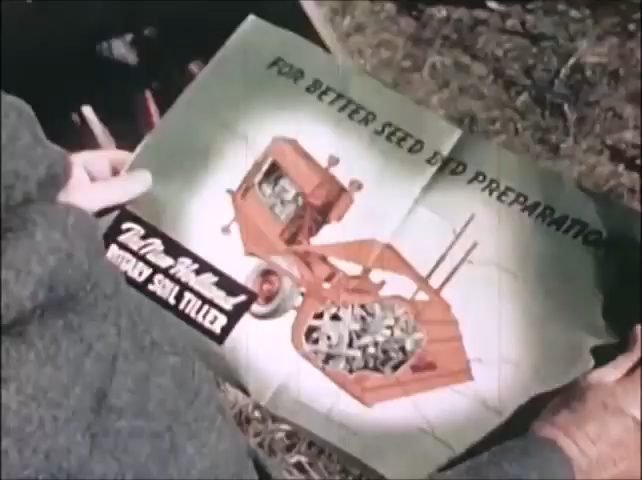 FOR BETTER SEED BED PREPARATION
The New Holland
ROTARY SOIL TILLER